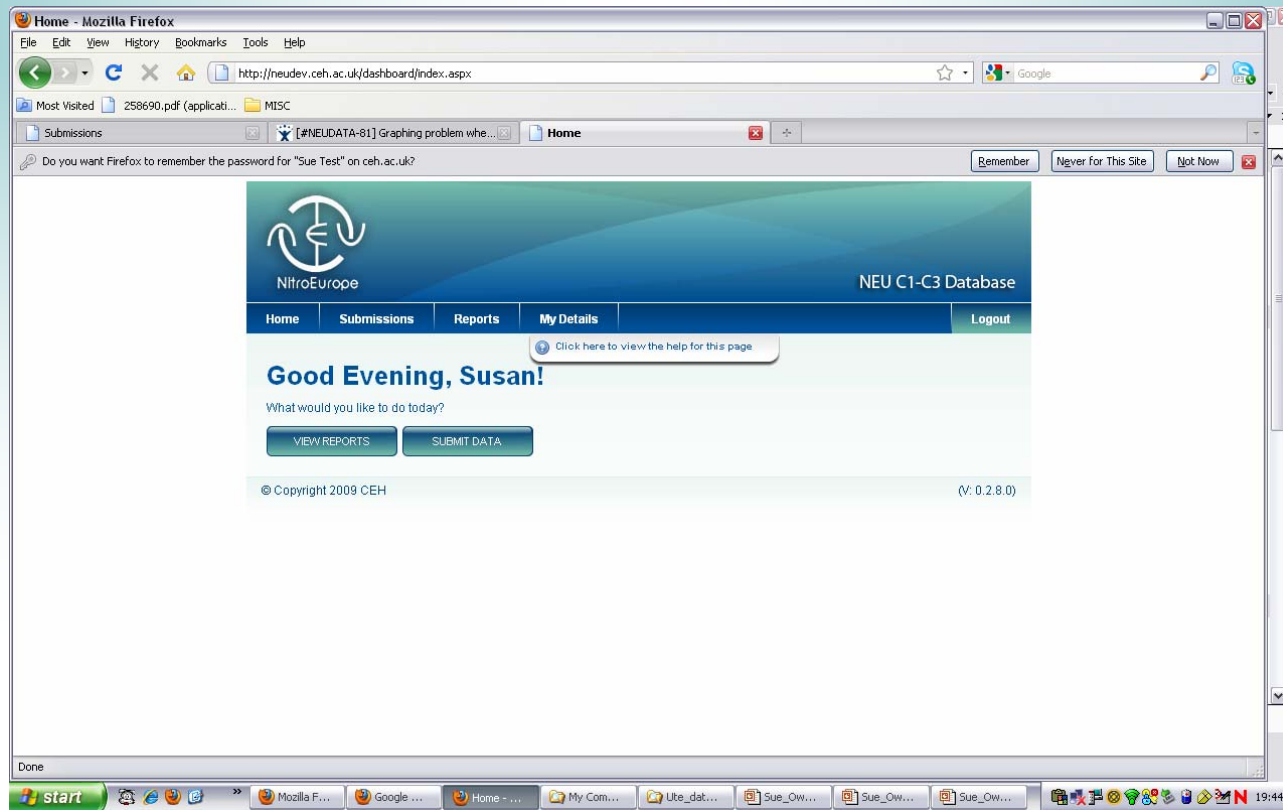 Home - Mozilla Firefox
File Edit View History Bookmarks Tools Help
http://neudev.ceh.ac.uk/dashboard/index.aspx
Google
Most Visited 258690.pdf (applicati... MISC
Submissions [#NEUDATA-81] Graphing problem whe... Home
Do you want Firefox to remember the password for "Sue Test" on ceh.ac.uk? Remember Never for This Site Not Now
NEU
NitroEurope
NEU C1-C3 Database
Home Submissions Reports My Details Logout
Click here to view the help for this page
Good Evening, Susan!
What would you like to do today?
VIEW REPORTS SUBMIT DATA
© Copyright 2009 CEH (V: 0.2.8.0)
Done
start Mozilla F... Google ... Home - ... My Com... Ute_dat... Sue_Ow... Sue_Ow... Sue_Ow...